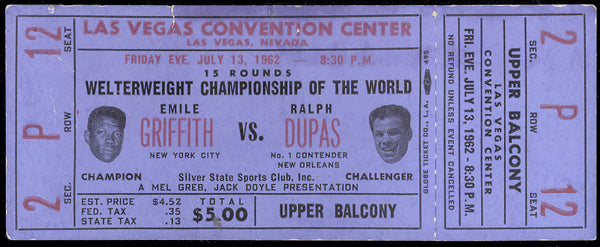 12 SEAT
P ROW
2 SEC.
LAS VEGAS CONVENTION CENTER
LAS VEGAS, NEVADA
FRIDAY EVE. JULY 13, 1962 — 8:30 P.M.
15 ROUNDS
WELTERWEIGHT CHAMPIONSHIP OF THE WORLD
EMILE
GRIFFITH
NEW YORK CITY
VS.
RALPH
DUPAS
No. 1 CONTENDER
NEW ORLEANS
CHAMPION
Silver State Sports Club, Inc.
CHALLENGER
A MEL GREB, JACK DOYLE PRESENTATION
EST. PRICE $4.52
FED. TAX .35
STATE TAX .13
TOTAL
$5.00
UPPER BALCONY
GLOBE TICKET CO.
495
NO REFUND UNLESS EVENT CANCELLED
FRI. EVE. JULY 13, 1962 - 8:30 P.M.
LAS VEGAS
CONVENTION CENTER
UPPER BALCONY
SEC. 2
ROW P
SEAT 12